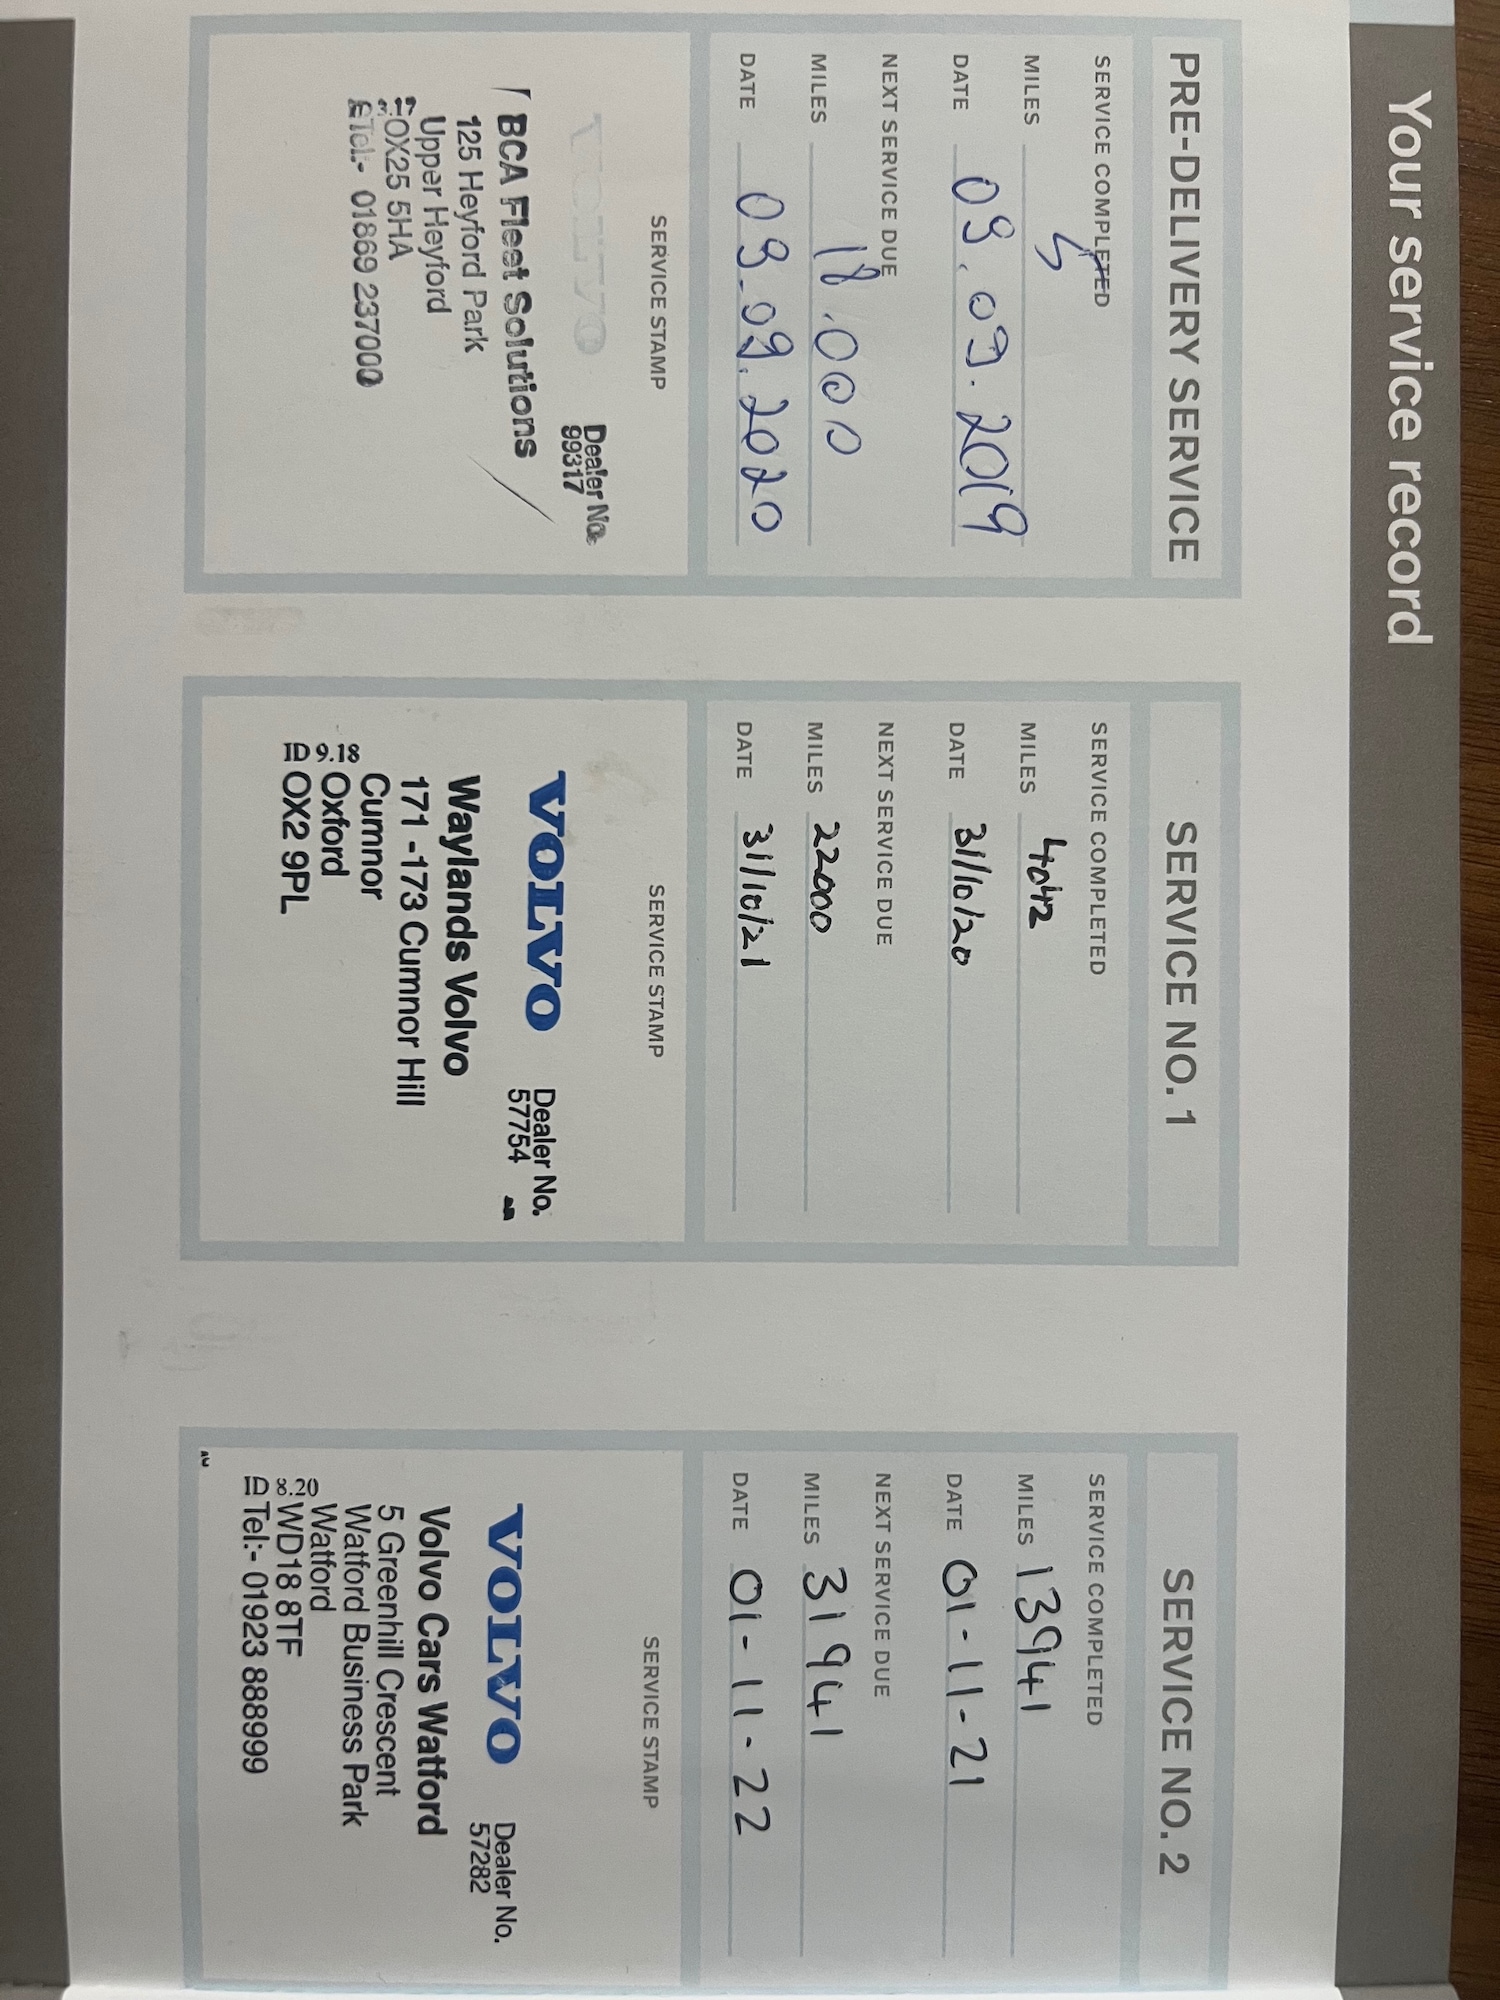 Your service record
PRE-DELIVERY SERVICE
SERVICE COMPLETED
MILES 5
DATE 09.09.2019
NEXT SERVICE DUE
MILES 18.000
DATE 09.09.2020
SERVICE STAMP
VOLVO
Dealer No.
99317
BCA Fleet Solutions
125 Heyford Park
Upper Heyford
OX25 5HA
Tel:- 01869 237000
SERVICE NO. 1
SERVICE COMPLETED
MILES 4042
DATE 31/10/20
NEXT SERVICE DUE
MILES 22000
DATE 31/10/21
SERVICE STAMP
VOLVO
Dealer No.
57754
Waylands Volvo
171 -173 Cumnor Hill
Cumnor
9.18 Oxford
ID OX2 9PL
SERVICE NO. 2
SERVICE COMPLETED
MILES 13941
DATE 01-11-21
NEXT SERVICE DUE
MILES 31941
DATE 01-11-22
SERVICE STAMP
VOLVO
Dealer No.
57282
Volvo Cars Watford
5 Greenhill Crescent
Watford Business Park
Watford
8.20 WD18 8TF
ID Tel:- 01923 888999